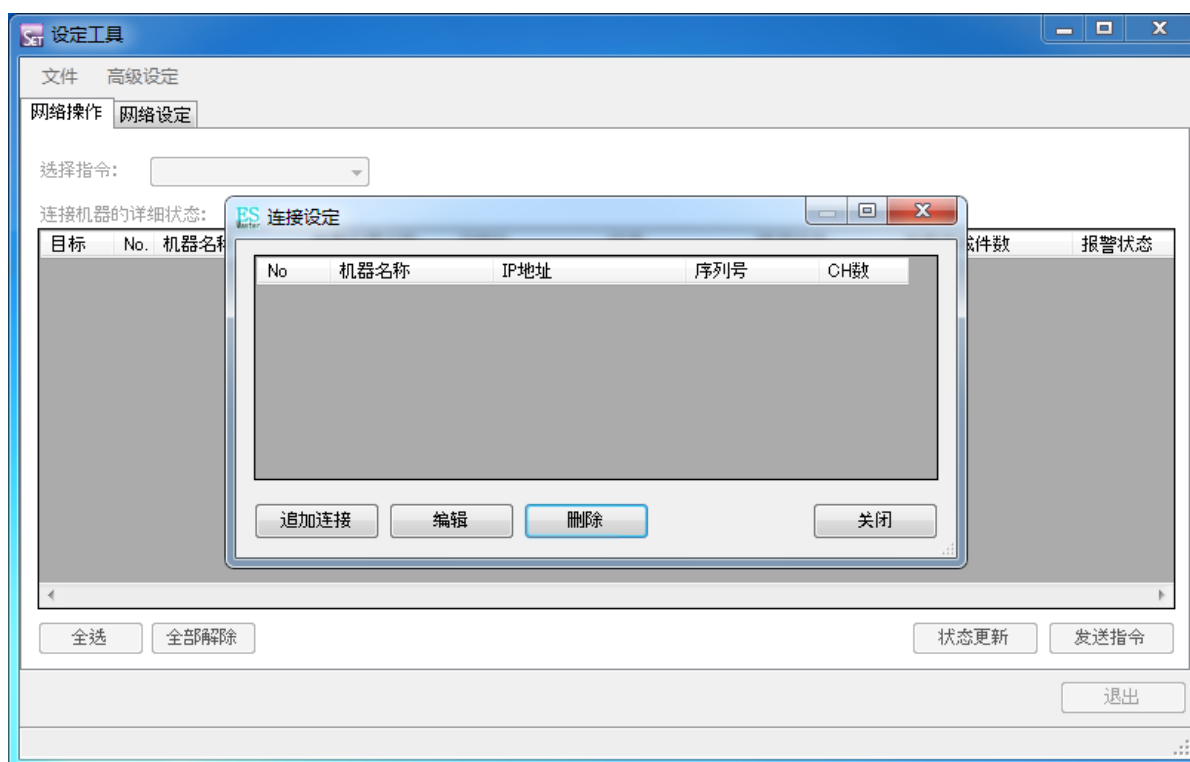 SET 设定工具
文件 高级设定
网络操作 网络设定
选择指令:
连接机器的详细状态:
目标 No. 机器名称 件数 报警状态
ES 连接设定
No 机器名称 IP地址 序列号 CH数
追加连接 编辑 删除 关闭
全选 全部解除 状态更新 发送指令
退出